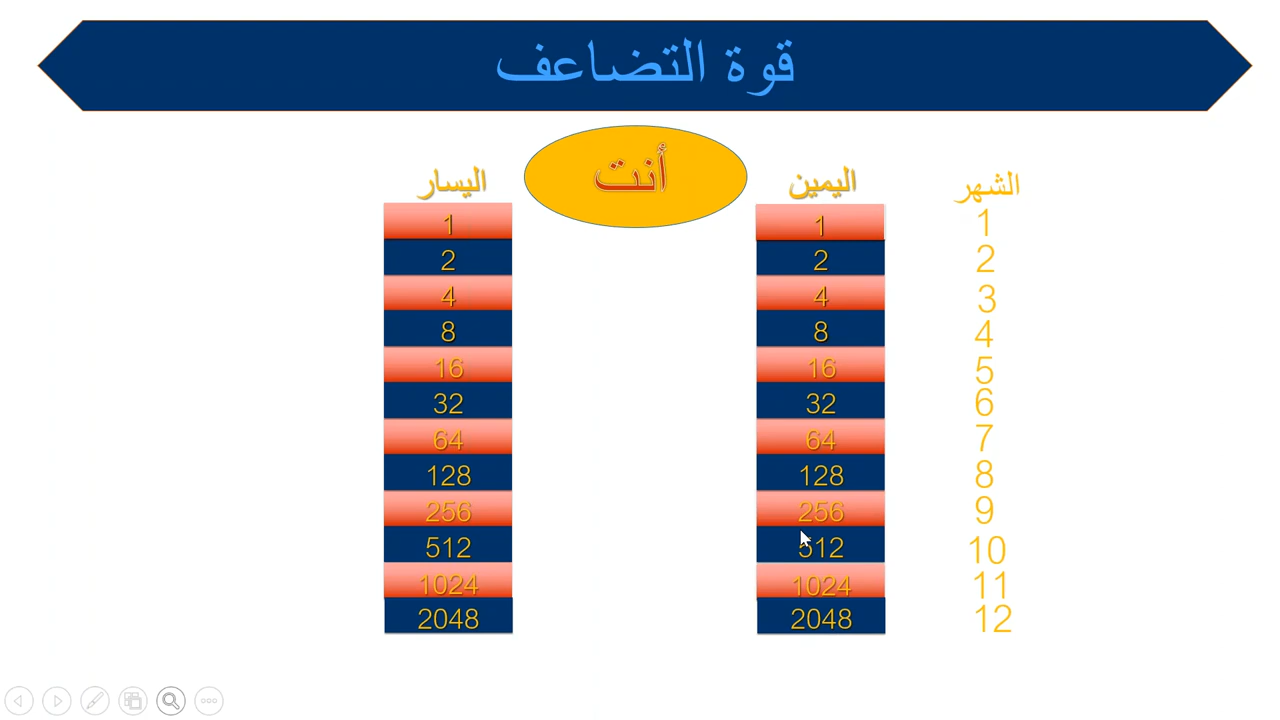 قوة التضاعف
أنت
الشهر اليمين اليسار
1 1 1
2 2 2
3 4 4
4 8 8
5 16 16
6 32 32
7 64 64
8 128 128
9 256 256
10 512 512
11 1024 1024
12 2048 2048